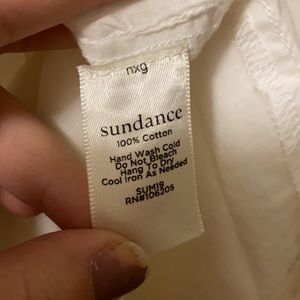 nxg
sundance
100% Cotton
Hand Wash Cold
Do Not Bleach
Hang To Dry
Cool Iron As Needed
SUM19
RN#106205